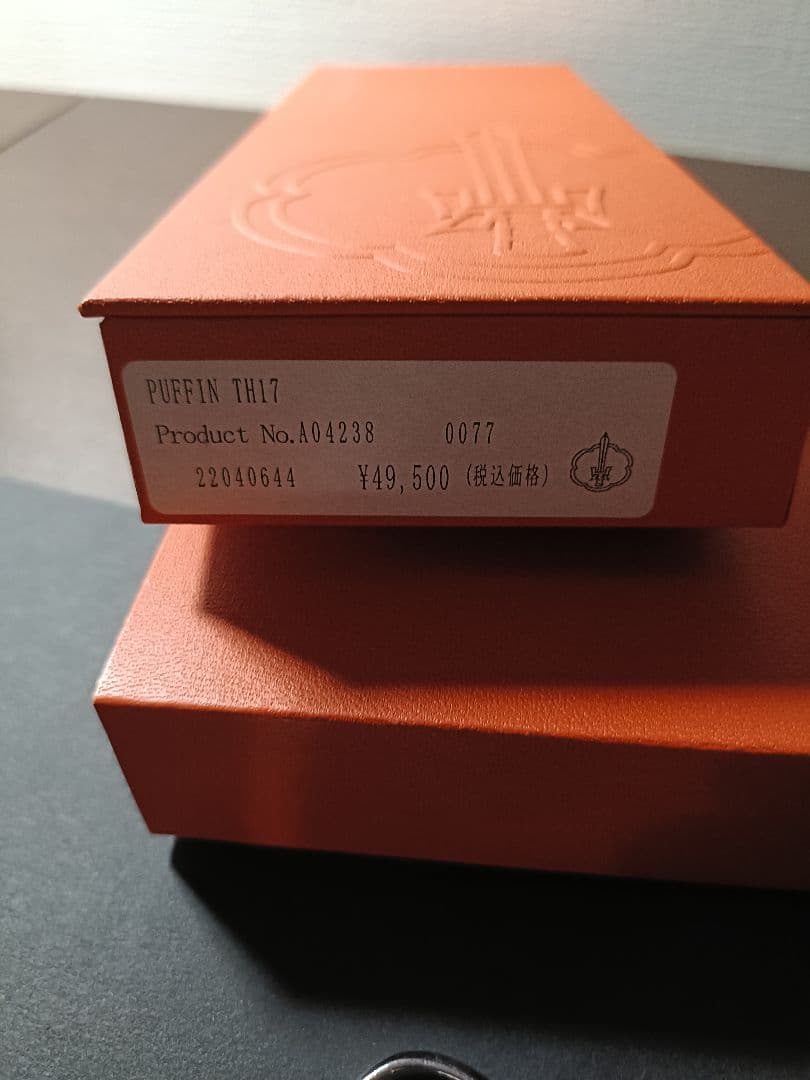 PUFFIN TH17
Product No.A04238 0077
22040644 ¥49,500 (税込価格)